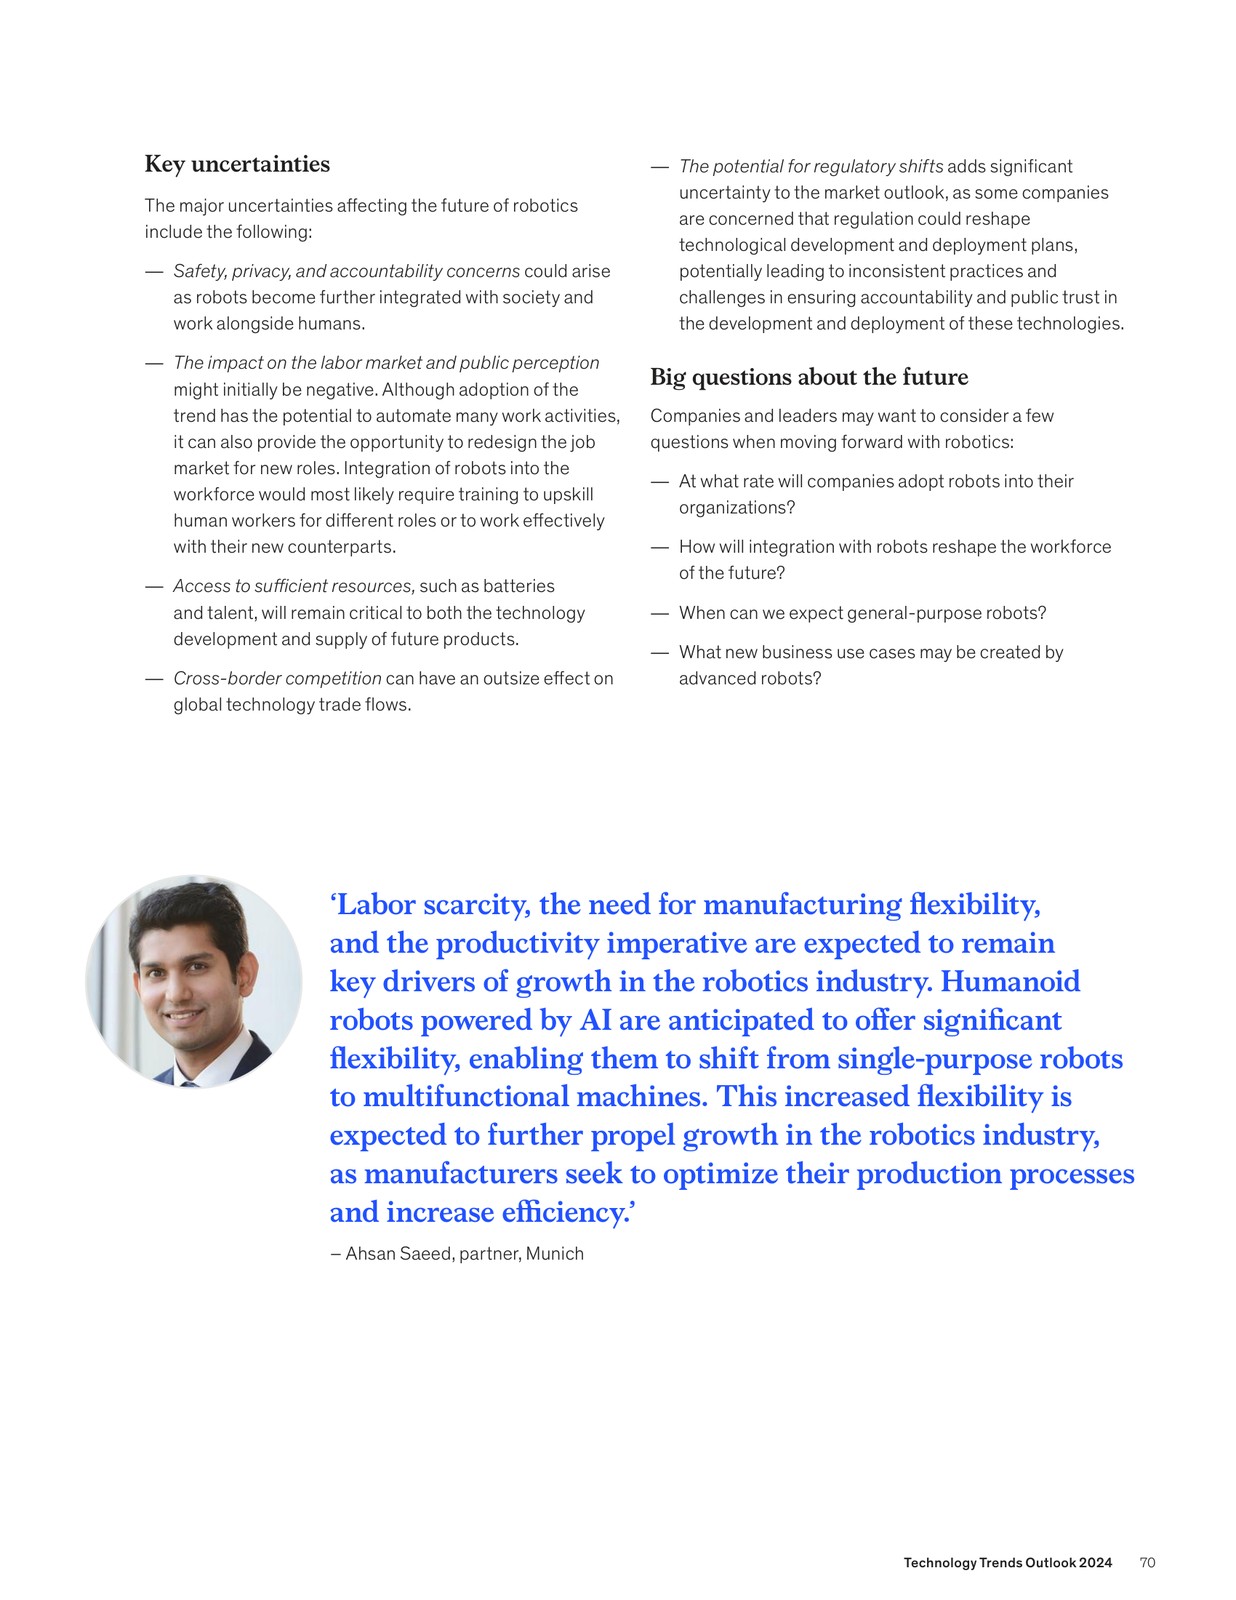 Key uncertainties
The major uncertainties affecting the future of robotics
include the following:
— Safety, privacy, and accountability concerns could arise
as robots become further integrated with society and
work alongside humans.
— The impact on the labor market and public perception
might initially be negative. Although adoption of the
trend has the potential to automate many work activities,
it can also provide the opportunity to redesign the job
market for new roles. Integration of robots into the
workforce would most likely require training to upskill
human workers for different roles or to work effectively
with their new counterparts.
— Access to sufficient resources, such as batteries
and talent, will remain critical to both the technology
development and supply of future products.
— Cross-border competition can have an outsize effect on
global technology trade flows.
— The potential for regulatory shifts adds significant
uncertainty to the market outlook, as some companies
are concerned that regulation could reshape
technological development and deployment plans,
potentially leading to inconsistent practices and
challenges in ensuring accountability and public trust in
the development and deployment of these technologies.
Big questions about the future
Companies and leaders may want to consider a few
questions when moving forward with robotics:
— At what rate will companies adopt robots into their
organizations?
— How will integration with robots reshape the workforce
of the future?
— When can we expect general-purpose robots?
— What new business use cases may be created by
advanced robots?
‘Labor scarcity, the need for manufacturing flexibility,
and the productivity imperative are expected to remain
key drivers of growth in the robotics industry. Humanoid
robots powered by AI are anticipated to offer significant
flexibility, enabling them to shift from single-purpose robots
to multifunctional machines. This increased flexibility is
expected to further propel growth in the robotics industry,
as manufacturers seek to optimize their production processes
and increase efficiency.’
– Ahsan Saeed, partner, Munich
Technology Trends Outlook 2024 70